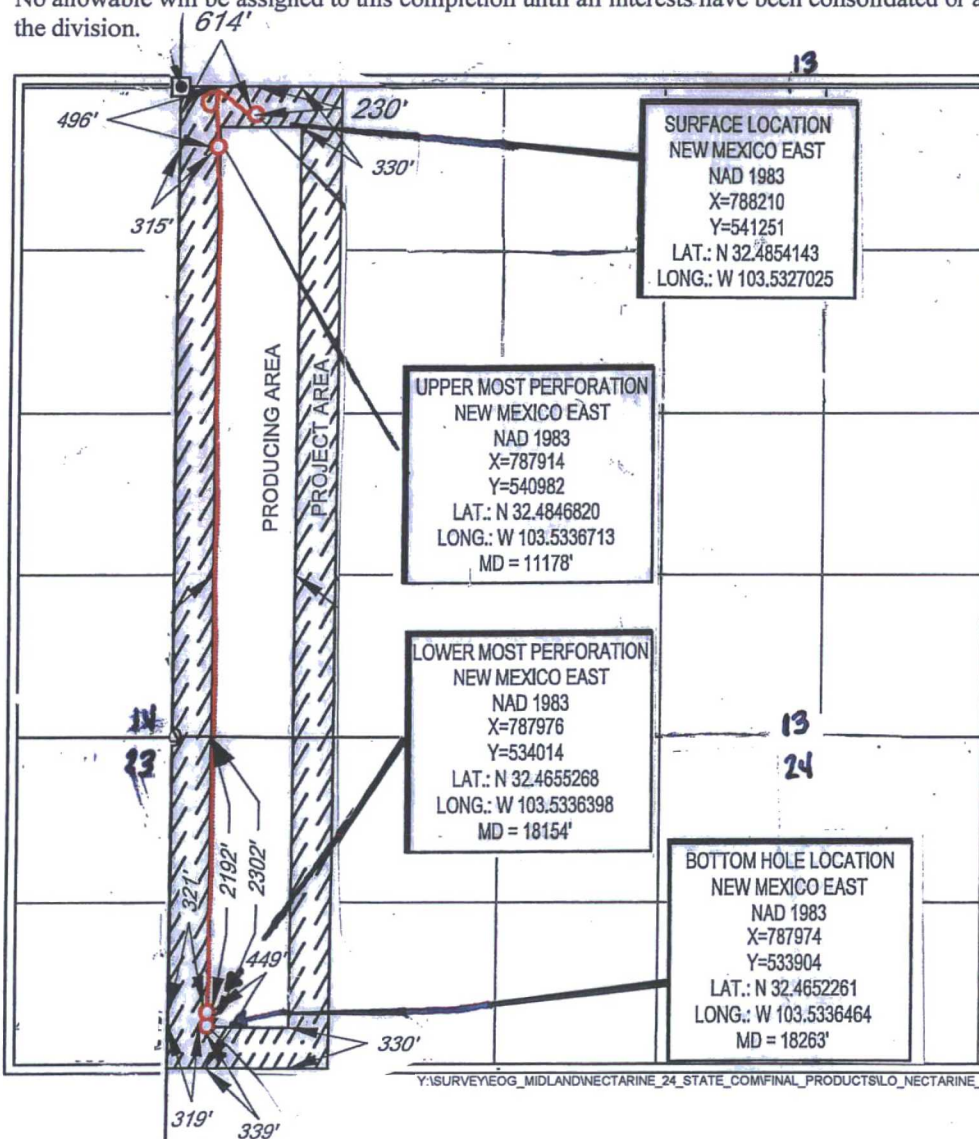 No allowable will be assigned to this completion until all interests have been consolidated or a
the division.
614'
13
496'
230'
330'
315'
SURFACE LOCATION
NEW MEXICO EAST
NAD 1983
X=788210
Y=541251
LAT.: N 32.4854143
LONG.: W 103.5327025
PRODUCING AREA
PROJECT AREA
UPPER MOST PERFORATION
NEW MEXICO EAST
NAD 1983
X=787914
Y=540982
LAT.: N 32.4846820
LONG.: W 103.5336713
MD = 11178'
LOWER MOST PERFORATION
NEW MEXICO EAST
NAD 1983
X=787976
Y=534014
LAT.: N 32.4655268
LONG.: W 103.5336398
MD = 18154'
14
23
13
24
321'
2192'
2302'
449'
BOTTOM HOLE LOCATION
NEW MEXICO EAST
NAD 1983
X=787974
Y=533904
LAT.: N 32.4652261
LONG.: W 103.5336464
MD = 18263'
330'
Y:\SURVEY\EOG_MIDLAND\NECTARINE_24_STATE_COM\FINAL_PRODUCTS\LO_NECTARINE_
319'
339'